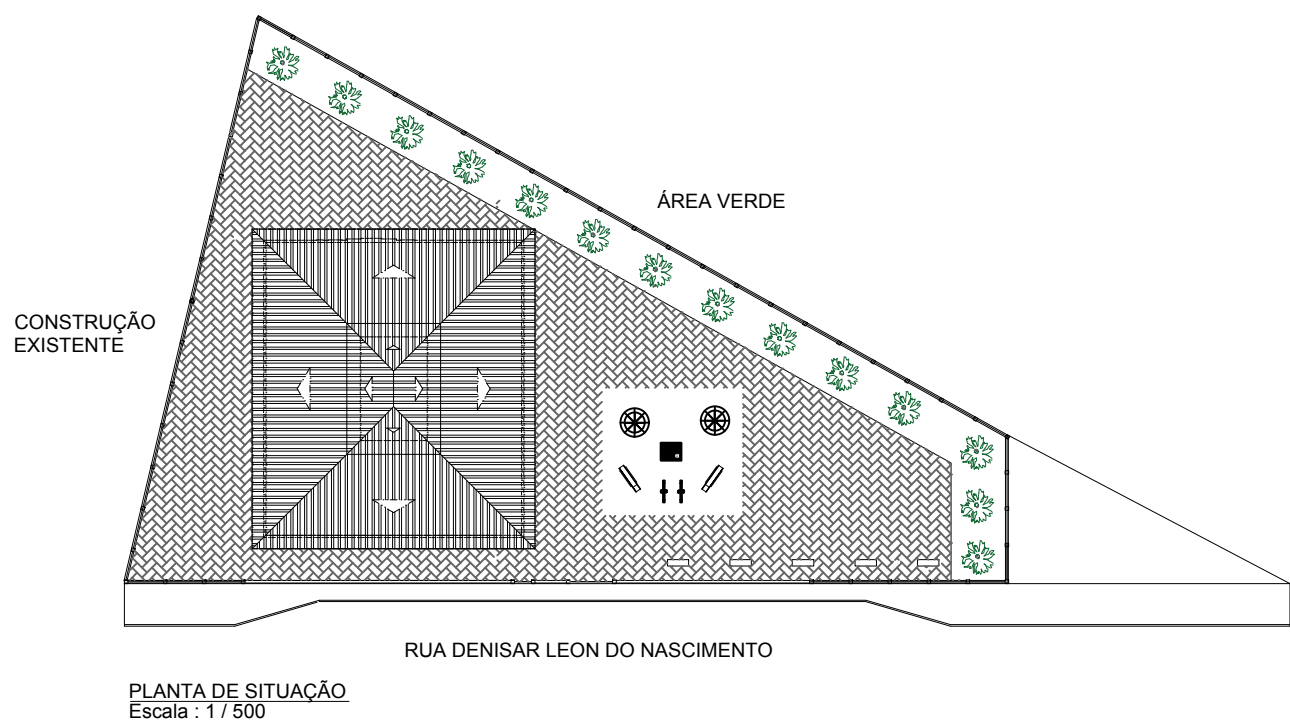 ÁREA VERDE
CONSTRUÇÃO
EXISTENTE
RUA DENISAR LEON DO NASCIMENTO
PLANTA DE SITUAÇÃO
Escala : 1 / 500